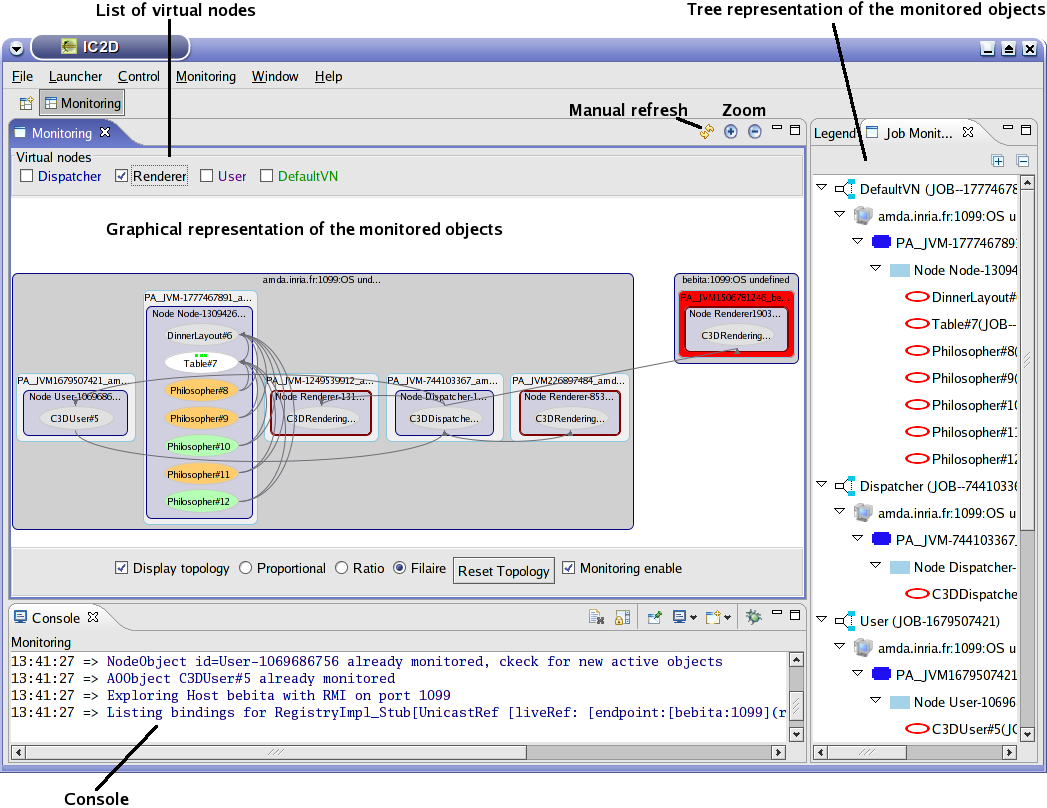 List of virtual nodes
Tree representation of the monitored objects
IC2D
File Launcher Control Monitoring Window Help
Monitoring
Manual refresh Zoom
Monitoring
Virtual nodes
Dispatcher Renderer User DefaultVN
Graphical representation of the monitored objects
amda.inria.fr:1099:OS und...
PA_JVM-1777467891_a...
Node Node-1309426...
DinnerLayout#6
Table#7
Philosopher#8
Philosopher#9
Philosopher#10
Philosopher#11
Philosopher#12
PA_JVM1679507421_am...
Node User-1069686...
C3DUser#5
PA_JVM-1249539912_a...
Node Renderer-131...
C3DRendering...
PA_JVM-744103367_am...
Node Dispatcher-1...
C3DDispatche...
PA_JVM226897484_amd...
Node Renderer-853...
C3DRendering...
bebita:1099:OS undefined
PA_JVM1506781246_be...
Node Renderer1903...
C3DRendering...
Display topology Proportional Ratio Filaire Reset Topology Monitoring enable
Console
Monitoring
13:41:27 => NodeObject id=User-1069686756 already monitored, ckeck for new active objects
13:41:27 => AOObject C3DUser#5 already monitored
13:41:27 => Exploring Host bebita with RMI on port 1099
13:41:27 => Listing bindings for RegistryImpl_Stub[UnicastRef [liveRef: [endpoint:[bebita:1099](r
Console
Legend Job Monit...
DefaultVN (JOB--17774678
amda.inria.fr:1099:OS u
PA_JVM-177746789
Node Node-13094
DinnerLayout#
Table#7(JOB--
Philosopher#8(
Philosopher#9(
Philosopher#10
Philosopher#11
Philosopher#12
Dispatcher (JOB--74410336
amda.inria.fr:1099:OS u
PA_JVM-744103367_
Node Dispatcher-
C3DDispatche
User (JOB-1679507421)
amda.inria.fr:1099:OS u
PA_JVM1679507421
Node User-10696
C3DUser#5(JO